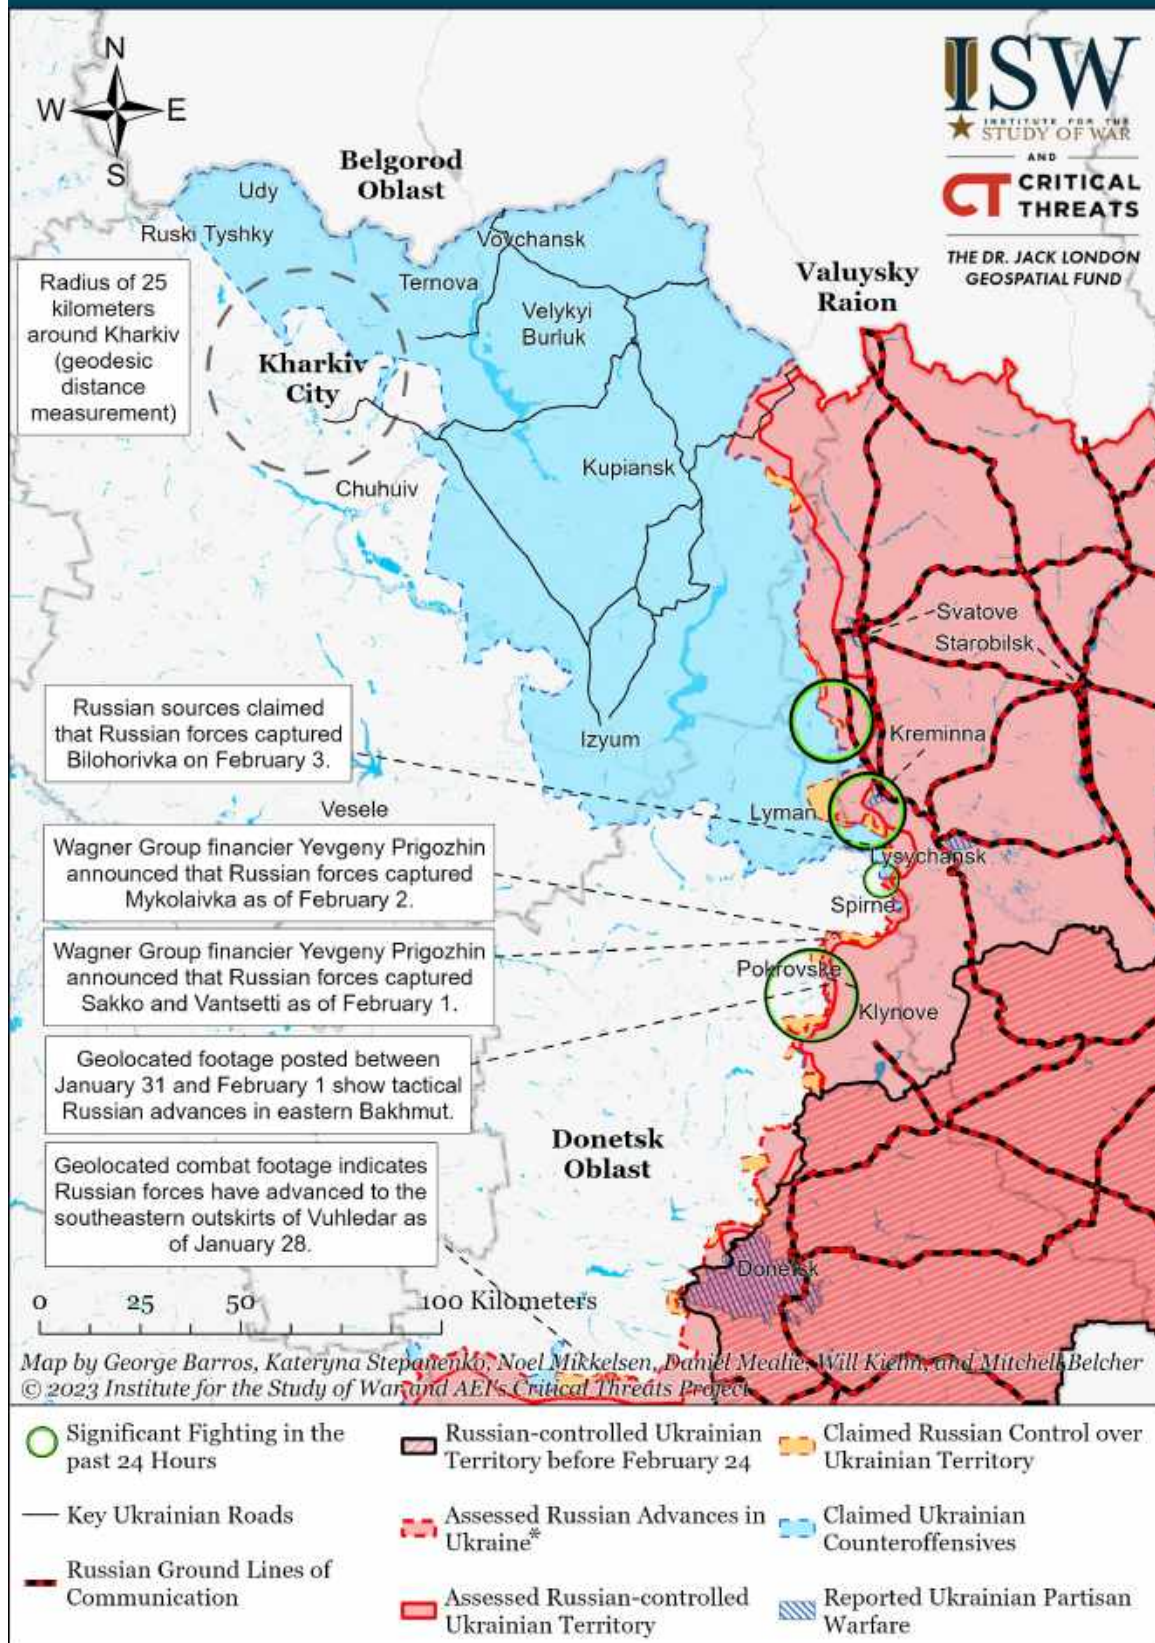 N
W E
S
ISW
INSTITUTE FOR THE
STUDY OF WAR
AND
CT CRITICAL
THREATS
THE DR. JACK LONDON
GEOSPATIAL FUND
Belgorod
Oblast
Udy
Ruski Tyshky
Vovchansk
Ternova
Valuysky
Raion
Velykyi
Burluk
Radius of 25
kilometers
around Kharkiv
(geodesic
distance
measurement)
Kharkiv
City
Kupiansk
Chuhuiv
Svatove
Starobilsk
Russian sources claimed
that Russian forces captured
Bilohorivka on February 3.
Izyum
Kreminna
Vesele
Lyman
Wagner Group financier Yevgeny Prigozhin
announced that Russian forces captured
Mykolaivka as of February 2.
Lysychansk
Spirne
Wagner Group financier Yevgeny Prigozhin
announced that Russian forces captured
Sakko and Vantsetti as of February 1.
Pokrovske
Klynove
Geolocated footage posted between
January 31 and February 1 show tactical
Russian advances in eastern Bakhmut.
Donetsk
Oblast
Geolocated combat footage indicates
Russian forces have advanced to the
southeastern outskirts of Vuhledar as
of January 28.
Donetsk
0 25 50 100 Kilometers
Map by George Barros, Kateryna Stepanenko, Noel Mikkelsen, Daniel Mealie, Will Kielm, and Mitchell Belcher
© 2023 Institute for the Study of War and AEI's Critical Threats Project
Significant Fighting in the
past 24 Hours
Key Ukrainian Roads
Russian Ground Lines of
Communication
Russian-controlled Ukrainian
Territory before February 24
Assessed Russian Advances in
Ukraine*
Assessed Russian-controlled
Ukrainian Territory
Claimed Russian Control over
Ukrainian Territory
Claimed Ukrainian
Counteroffensives
Reported Ukrainian Partisan
Warfare